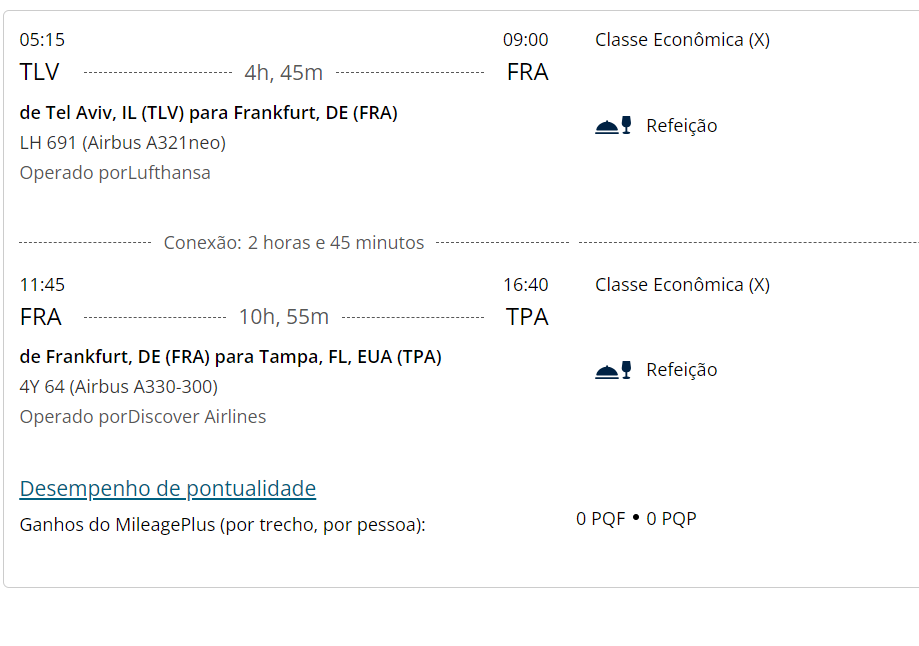 05:15 09:00 Classe Econômica (X)
TLV 4h, 45m FRA
de Tel Aviv, IL (TLV) para Frankfurt, DE (FRA)
Refeição
LH 691 (Airbus A321neo)
Operado porLufthansa
Conexão: 2 horas e 45 minutos
11:45 16:40 Classe Econômica (X)
FRA 10h, 55m TPA
de Frankfurt, DE (FRA) para Tampa, FL, EUA (TPA)
Refeição
4Y 64 (Airbus A330-300)
Operado porDiscover Airlines
Desempenho de pontualidade
Ganhos do MileagePlus (por trecho, por pessoa): 0 PQF • 0 PQP